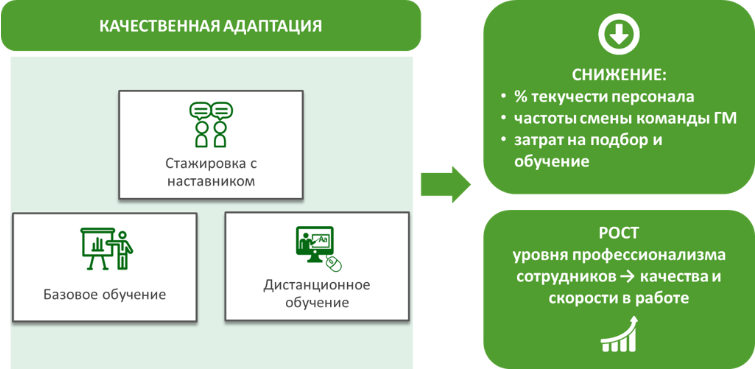 КАЧЕСТВЕННАЯ АДАПТАЦИЯ
Стажировка с
наставником
Базовое обучение
Aa
Дистанционное
обучение
СНИЖЕНИЕ:
• % текучести персонала
• частоты смены команды ГМ
• затрат на подбор и
обучение
РОСТ
уровня профессионализма
сотрудников → качества и
скорости в работе